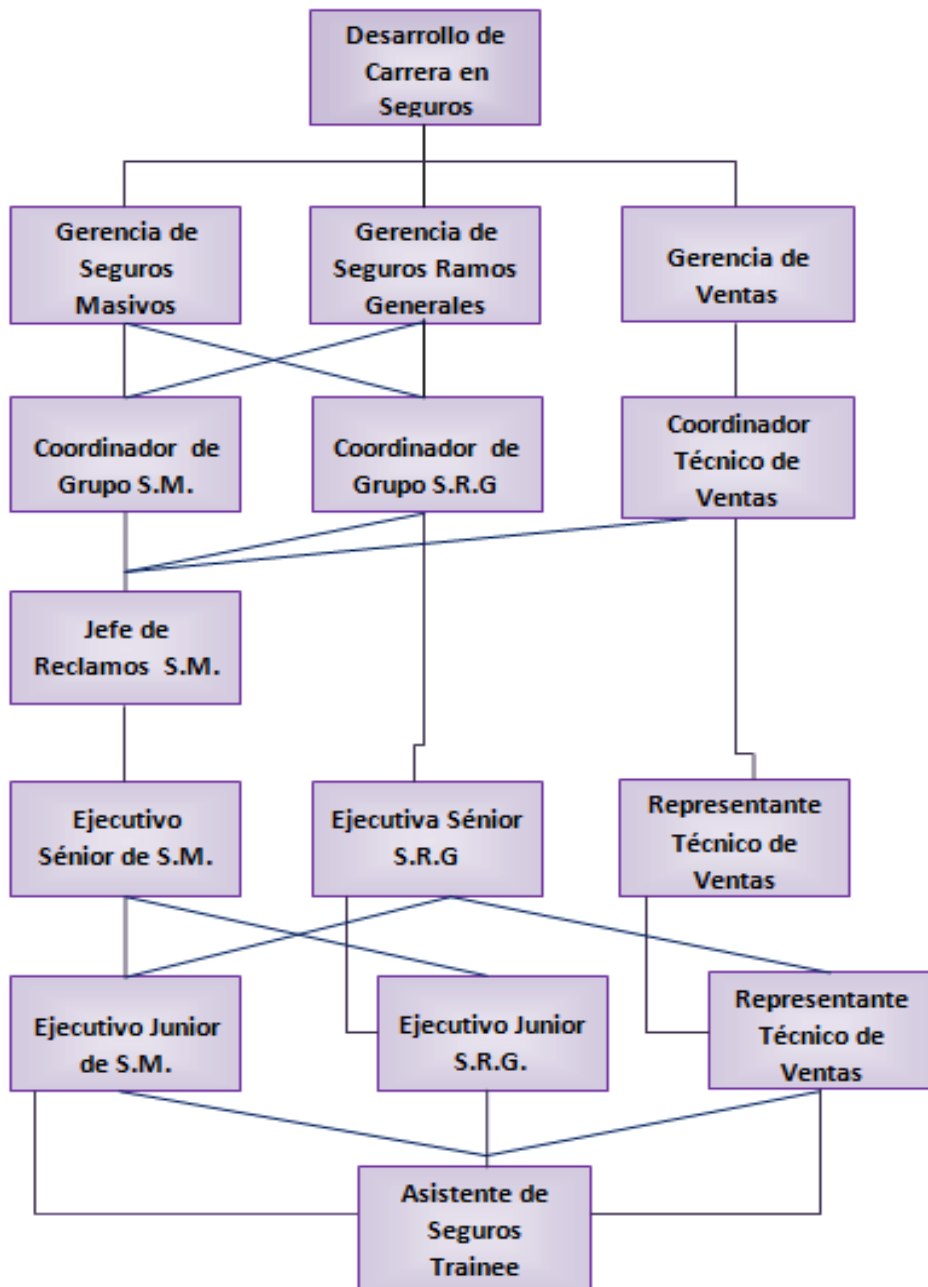 Desarrollo de
Carrera en
Seguros
Gerencia de
Seguros
Masivos
Gerencia de
Seguros Ramos
Generales
Gerencia de
Ventas
Coordinador de
Grupo S.M.
Coordinador de
Grupo S.R.G
Coordinador
Técnico de
Ventas
Jefe de
Reclamos S.M.
Ejecutivo
Sénior de S.M.
Ejecutiva Sénior
S.R.G
Representante
Técnico de
Ventas
Ejecutivo Junior
de S.M.
Ejecutivo Junior
S.R.G.
Representante
Técnico de
Ventas
Asistente de
Seguros
Trainee